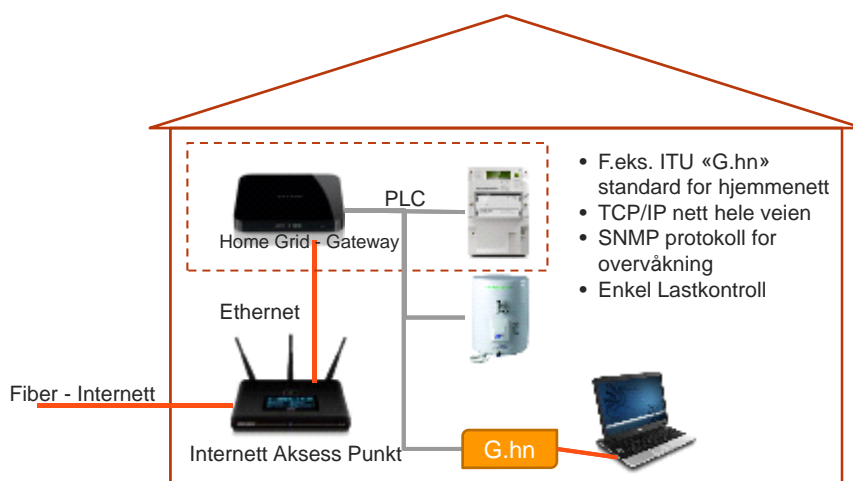 • F.eks. ITU «G.hn»
standard for hjemmenett
• TCP/IP nett hele veien
• SNMP protokoll for
overvåkning
• Enkel Lastkontroll
PLC
Home Grid - Gateway
Ethernet
Fiber - Internett
Internett Aksess Punkt
G.hn